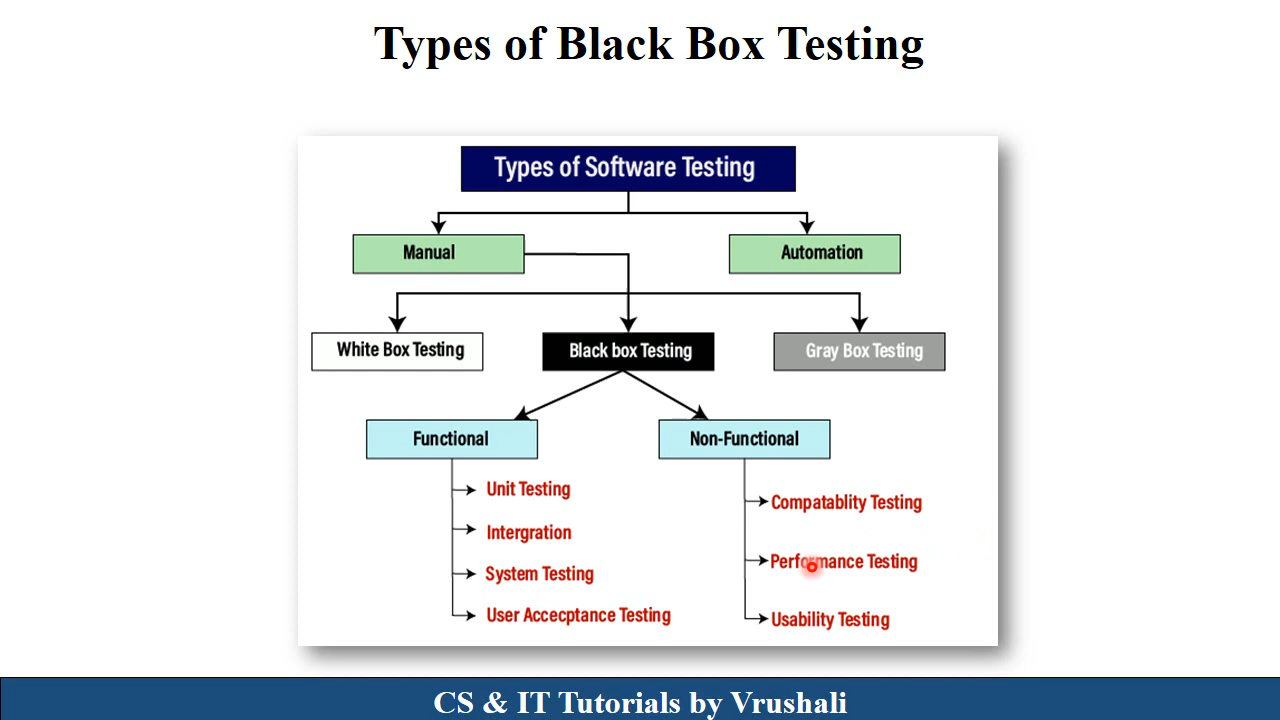 Types of Black Box Testing
Types of Software Testing
Manual
Automation
White Box Testing
Black box Testing
Gray Box Testing
Functional
Non-Functional
Unit Testing
Intergration
System Testing
User Accecptance Testing
Compatablity Testing
Performance Testing
Usability Testing
CS & IT Tutorials by Vrushali